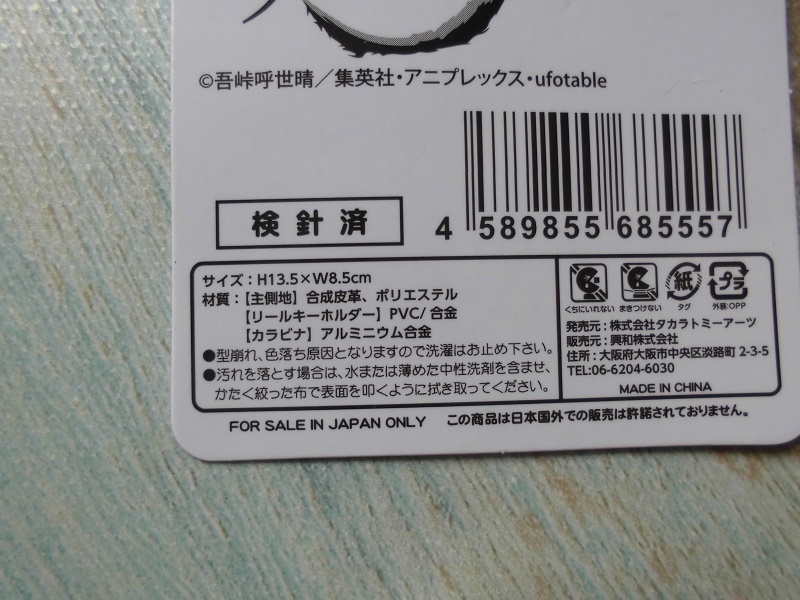 ©吾峠呼世晴／集英社・アニプレックス・ufotable
検針済
4 589855 685557
サイズ：H13.5×W8.5cm
材質：【主側地】合成皮革、ポリエステル
【リールキーホルダー】PVC/合金
【カラビナ】アルミニウム合金
●型崩れ、色落ち原因となりますので洗濯はお止め下さい。
●汚れを落とす場合は、水または薄めた中性洗剤を含ませ、
かたく絞った布で表面を叩くように拭き取ってください。
紙 プラ
くちにいれない まきつけない タグ 外装:OPP
発売元：株式会社タカラトミーアーツ
販売元：興和株式会社
住所：大阪府大阪市中央区淡路町 2-3-5
TEL:06-6204-6030
MADE IN CHINA
FOR SALE IN JAPAN ONLY この商品は日本国外での販売は許諾されておりません。